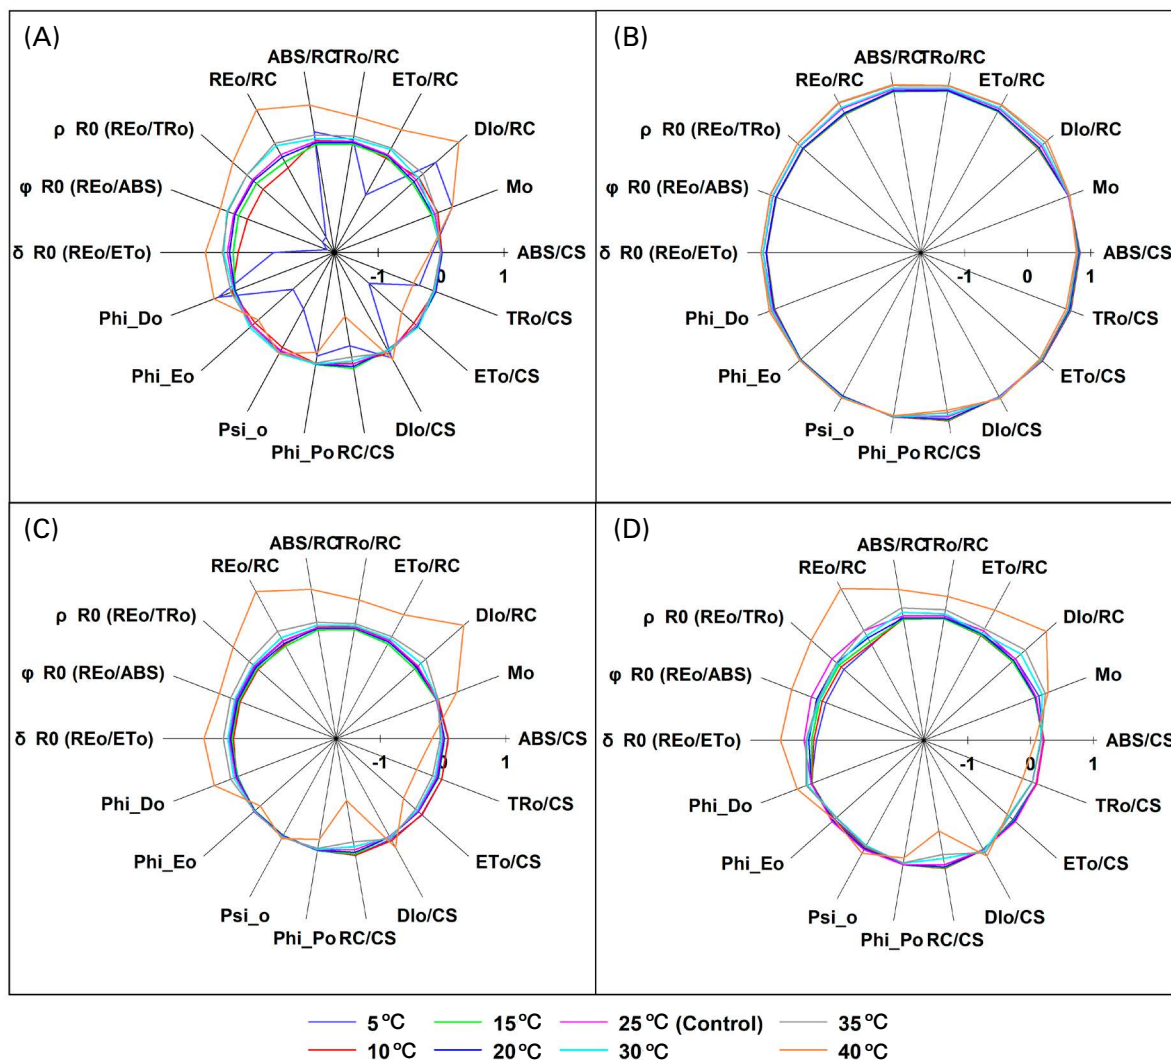 (A)
ABS/RC TRo/RC
REo/RC ETo/RC
ρ R0 (REo/TRo) DIo/RC
φ R0 (REo/ABS) Mo
δ R0 (REo/ETo) -1 0 1 ABS/CS
Phi_Do TRo/CS
Phi_Eo ETo/CS
Psi_o DIo/CS
Phi_Po RC/CS
(B)
ABS/RC TRo/RC
REo/RC ETo/RC
ρ R0 (REo/TRo) DIo/RC
φ R0 (REo/ABS) Mo
δ R0 (REo/ETo) -1 0 1 ABS/CS
Phi_Do TRo/CS
Phi_Eo ETo/CS
Psi_o DIo/CS
Phi_Po RC/CS
(C)
ABS/RC TRo/RC
REo/RC ETo/RC
ρ R0 (REo/TRo) DIo/RC
φ R0 (REo/ABS) Mo
δ R0 (REo/ETo) -1 0 1 ABS/CS
Phi_Do TRo/CS
Phi_Eo ETo/CS
Psi_o DIo/CS
Phi_Po RC/CS
(D)
ABS/RC TRo/RC
REo/RC ETo/RC
ρ R0 (REo/TRo) DIo/RC
φ R0 (REo/ABS) Mo
δ R0 (REo/ETo) -1 0 1 ABS/CS
Phi_Do TRo/CS
Phi_Eo ETo/CS
Psi_o DIo/CS
Phi_Po RC/CS
5 °C 15 °C 25 °C (Control) 35 °C
10 °C 20 °C 30 °C 40 °C